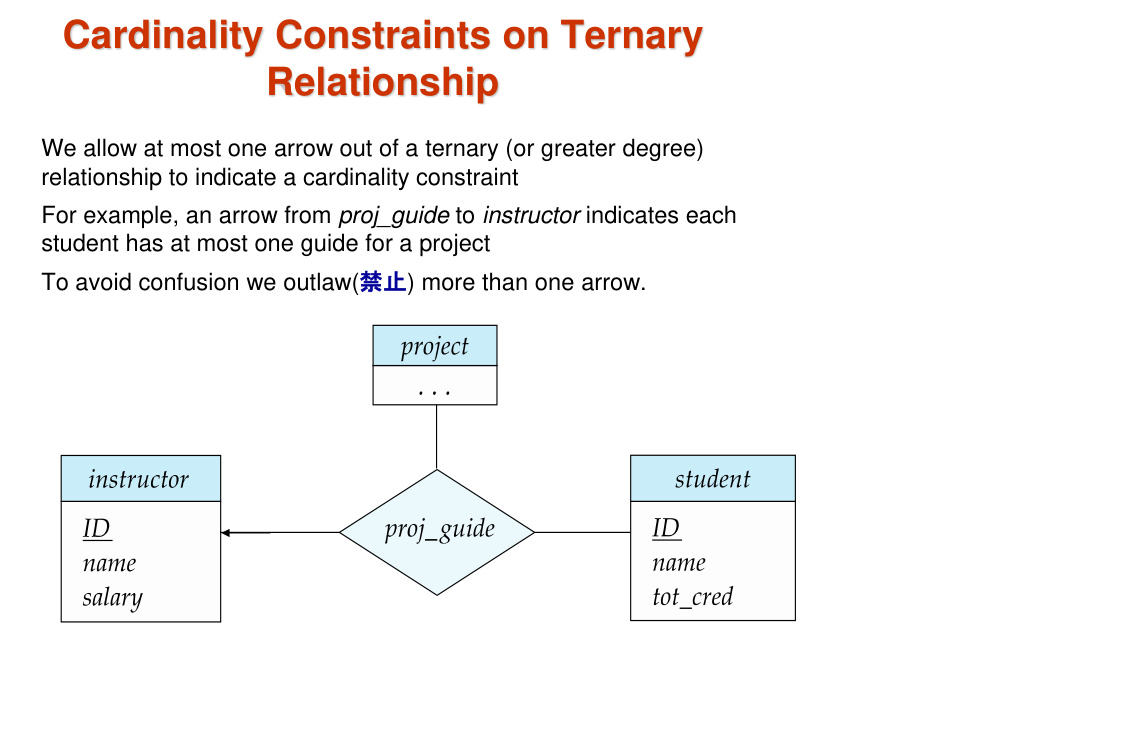 Cardinality Constraints on Ternary
Relationship
We allow at most one arrow out of a ternary (or greater degree)
relationship to indicate a cardinality constraint
For example, an arrow from proj_guide to instructor indicates each
student has at most one guide for a project
To avoid confusion we outlaw(禁止) more than one arrow.
project
. . .
instructor
ID
name
salary
proj_guide
student
ID
name
tot_cred